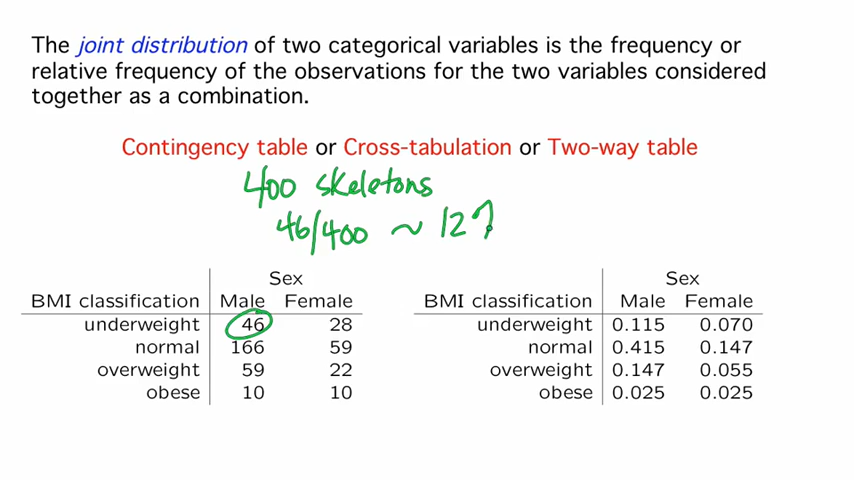 The joint distribution of two categorical variables is the frequency or
relative frequency of the observations for the two variables considered
together as a combination.
Contingency table or Cross-tabulation or Two-way table
400 skeletons
46/400 ~ 12
Sex
BMI classification Male Female
underweight 46 28
normal 166 59
overweight 59 22
obese 10 10
Sex
BMI classification Male Female
underweight 0.115 0.070
normal 0.415 0.147
overweight 0.147 0.055
obese 0.025 0.025